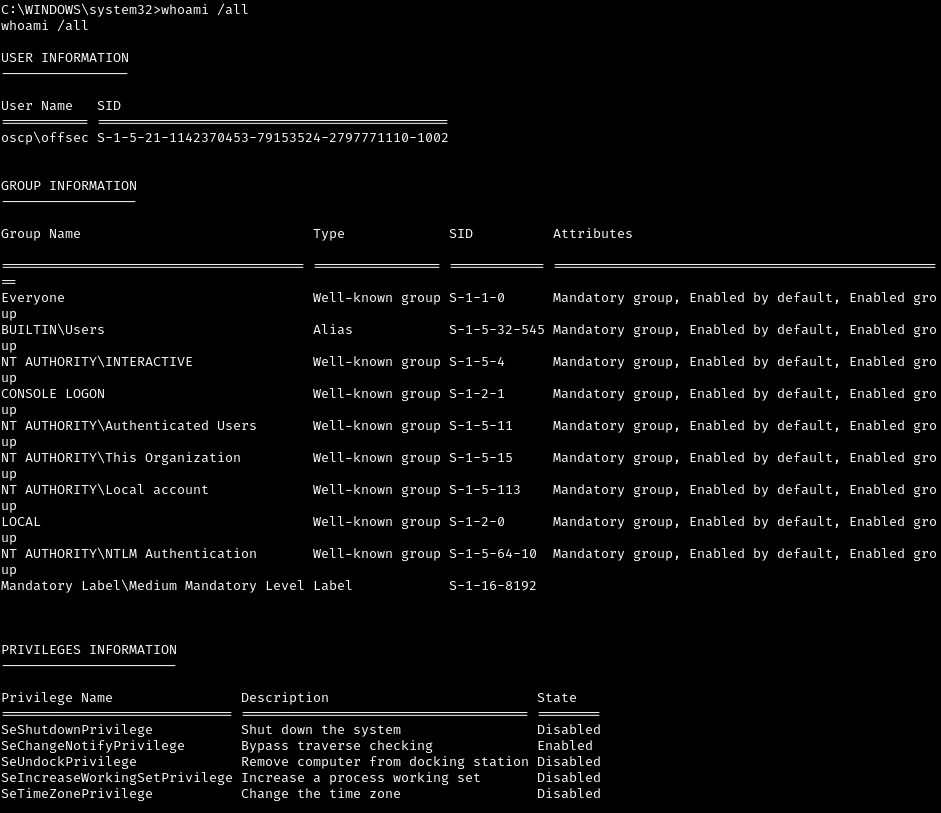 C:\WINDOWS\system32>whoami /all
whoami /all
USER INFORMATION
----------------
User Name   SID
=========== ============================================
oscp\offsec S-1-5-21-1142370453-79153524-2797771110-1002
GROUP INFORMATION
-----------------
Group Name                             Type             SID          Attributes
====================================== ================ ============ ================================================
==
Everyone                               Well-known group S-1-1-0      Mandatory group, Enabled by default, Enabled gro
up
BUILTIN\Users                          Alias            S-1-5-32-545 Mandatory group, Enabled by default, Enabled gro
up
NT AUTHORITY\INTERACTIVE               Well-known group S-1-5-4      Mandatory group, Enabled by default, Enabled gro
up
CONSOLE LOGON                          Well-known group S-1-2-1      Mandatory group, Enabled by default, Enabled gro
up
NT AUTHORITY\Authenticated Users       Well-known group S-1-5-11     Mandatory group, Enabled by default, Enabled gro
up
NT AUTHORITY\This Organization         Well-known group S-1-5-15     Mandatory group, Enabled by default, Enabled gro
up
NT AUTHORITY\Local account             Well-known group S-1-5-113    Mandatory group, Enabled by default, Enabled gro
up
LOCAL                                  Well-known group S-1-2-0      Mandatory group, Enabled by default, Enabled gro
up
NT AUTHORITY\NTLM Authentication       Well-known group S-1-5-64-10  Mandatory group, Enabled by default, Enabled gro
up
Mandatory Label\Medium Mandatory Level Label            S-1-16-8192
PRIVILEGES INFORMATION
----------------------
Privilege Name                Description                          State
============================= ==================================== ========
SeShutdownPrivilege           Shut down the system                 Disabled
SeChangeNotifyPrivilege       Bypass traverse checking             Enabled
SeUndockPrivilege             Remove computer from docking station Disabled
SeIncreaseWorkingSetPrivilege Increase a process working set       Disabled
SeTimeZonePrivilege           Change the time zone                 Disabled